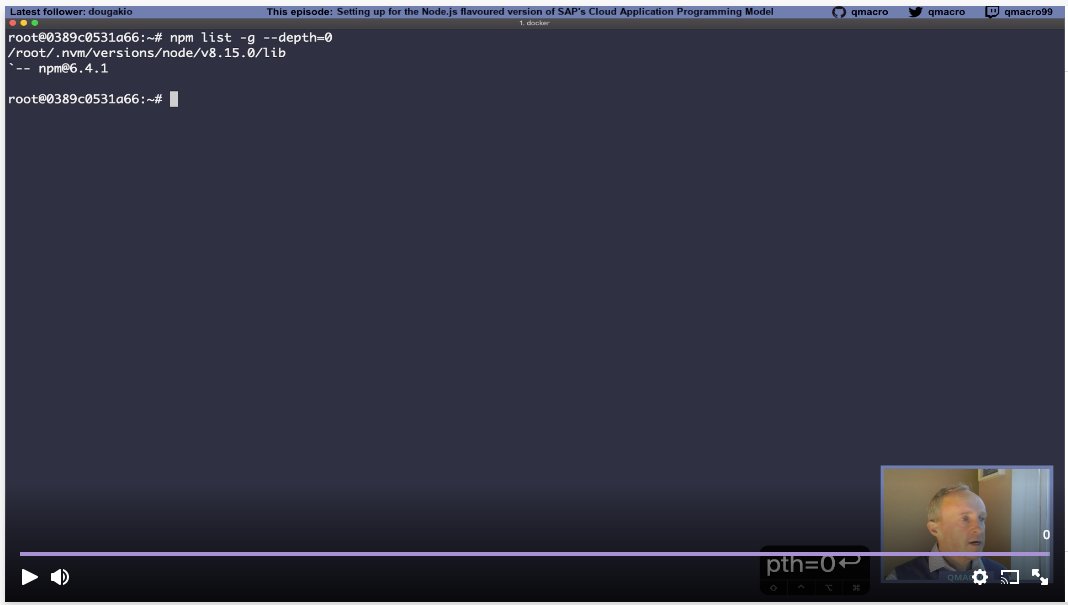 Latest follower: dougakio This episode: Setting up for the Node.js flavoured version of SAP's Cloud Application Programming Model qmacro qmacro qmacro99
1. docker
root@0389c0531a66:~# npm list -g --depth=0
/root/.nvm/versions/node/v8.15.0/lib
`-- npm@6.4.1
root@0389c0531a66:~#
0
pth=0↩